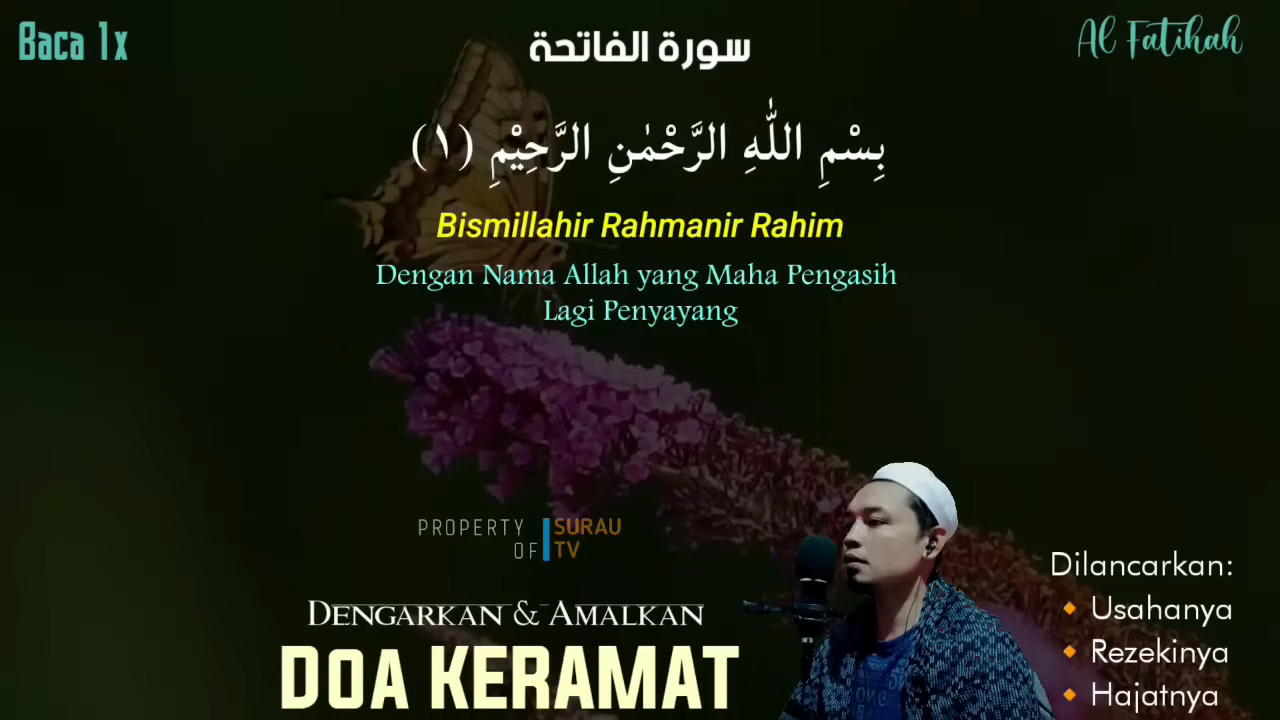 Baca 1x
سورة الفاتحة
Al Fatihah
بِسْمِ اللّٰهِ الرَّحْمٰنِ الرَّحِيْمِ (١)
Bismillahir Rahmanir Rahim
Dengan Nama Allah yang Maha Pengasih
Lagi Penyayang
PROPERTY OF
SURAU TV
DENGARKAN & AMALKAN
DOA KERAMAT
Dilancarkan:
🔸 Usahanya
🔸 Rezekinya
🔸 Hajatnya